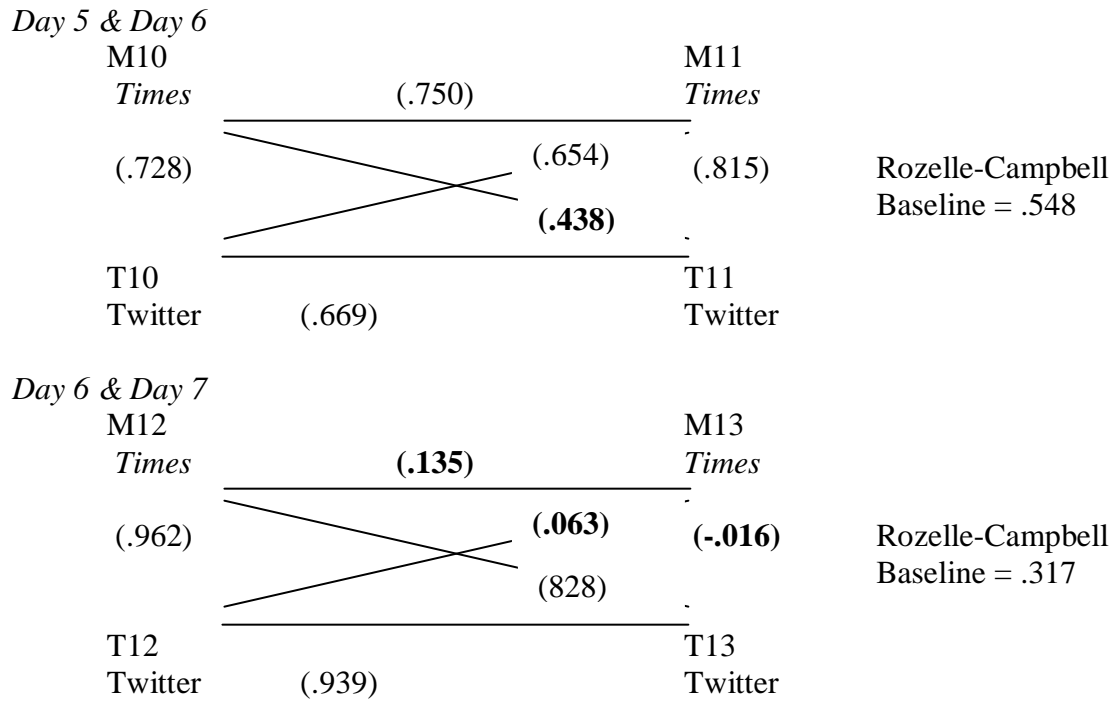 Day 5 & Day 6
M10 M11
Times (.750) Times
(.654)
(.728) (.815) Rozelle-Campbell
Baseline = .548
(.438)
T10 T11
Twitter (.669) Twitter
Day 6 & Day 7
M12 M13
Times (.135) Times
(.063)
(.962) (-.016) Rozelle-Campbell
Baseline = .317
(828)
T12 T13
Twitter (.939) Twitter